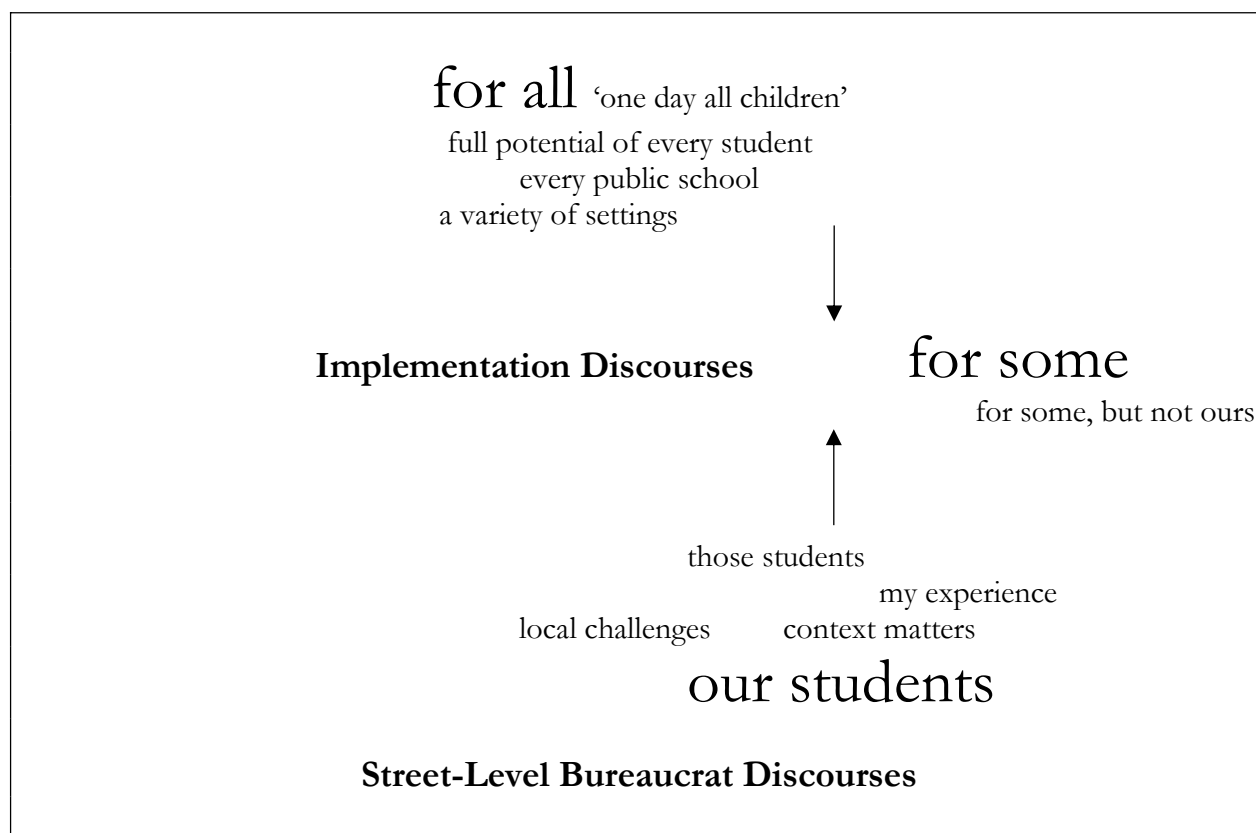 for all ‘one day all children’
full potential of every student
every public school
a variety of settings
Implementation Discourses
for some
for some, but not ours
those students
my experience
local challenges
context matters
our students
Street-Level Bureaucrat Discourses